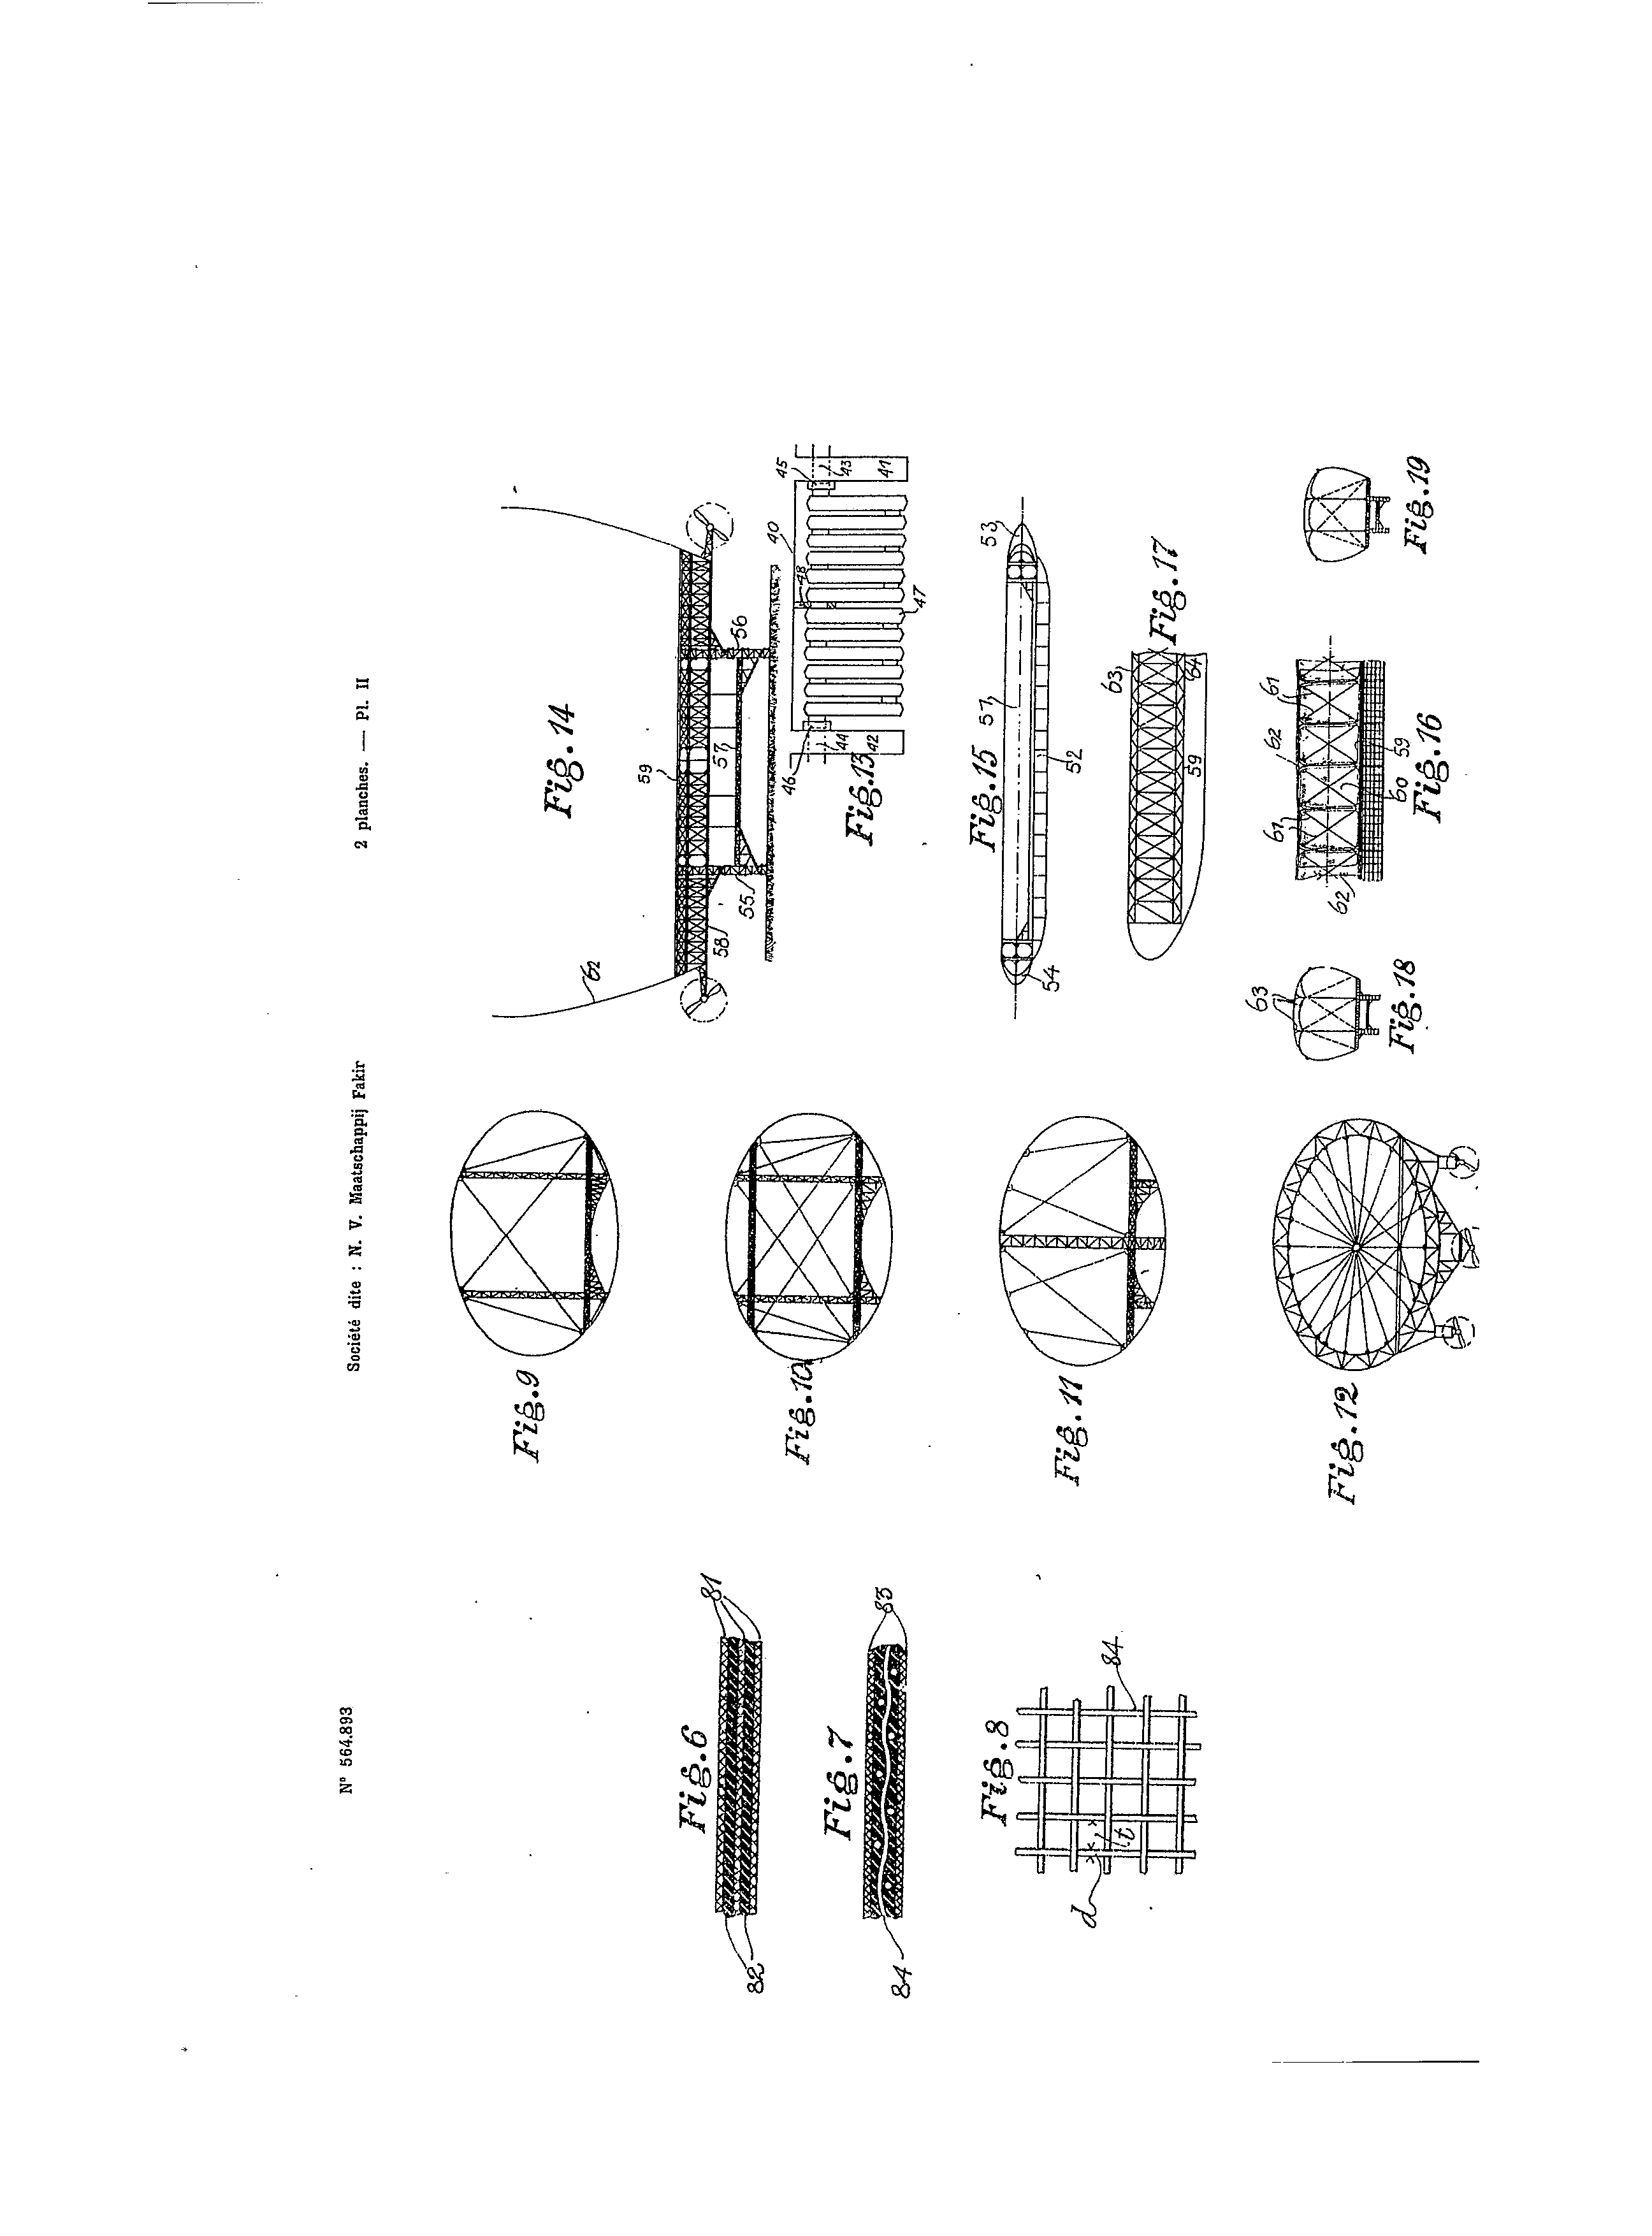 N° 564.893
Société dite : N. V. Maatschappij Fakir
2 planches. — Pl. II
Fig.6
81
82
Fig.7
83
84
Fig.8
84
d
t
Fig.9
Fig.10
Fig.11
Fig.12
Fig.14
62
59
58
57
55
56
Fig.13
40
45
43
41
48
47
46
44
42
Fig.15
53
51
52
54
Fig.17
63
64
59
Fig.16
61
62
61
62
60
59
Fig.18
63
Fig.19